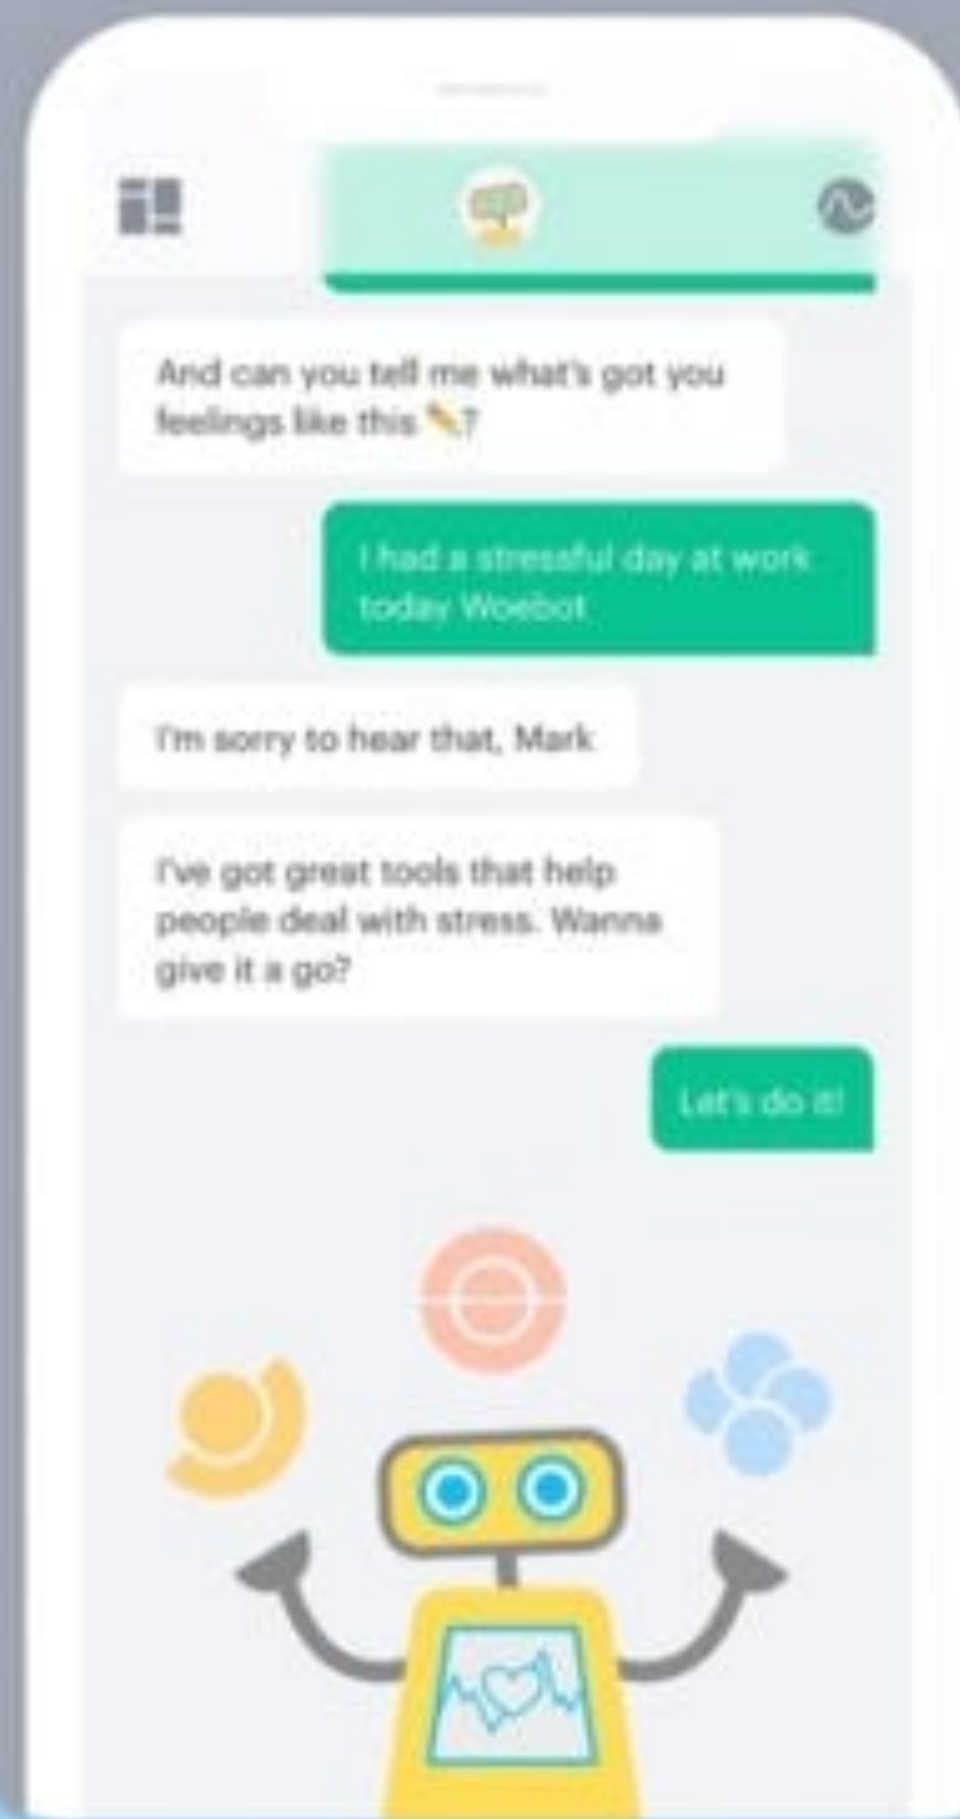 And can you tell me what's got you
feelings like this ✏️?
I had a stressful day at work
today Woebot
I'm sorry to hear that, Mark
I've got great tools that help
people deal with stress. Wanna
give it a go?
Let's do it!